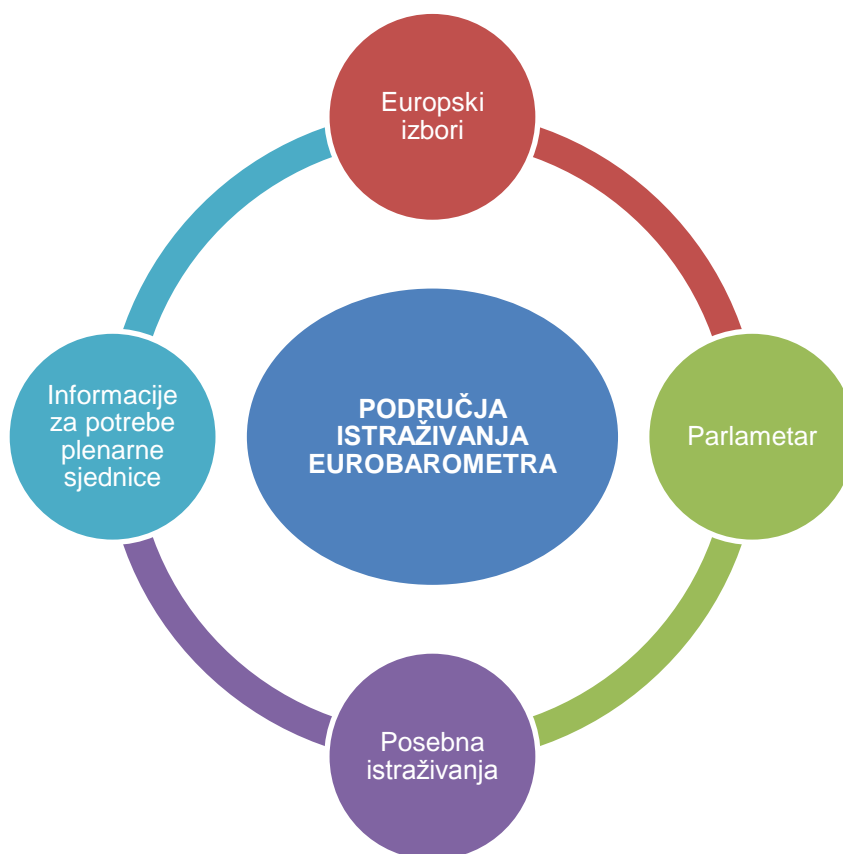 Europski
izbori
Informacije
za potrebe
plenarne
sjednice
PODRUČJA
ISTRAŽIVANJA
EUROBAROMETRA
Parlametar
Posebna
istraživanja